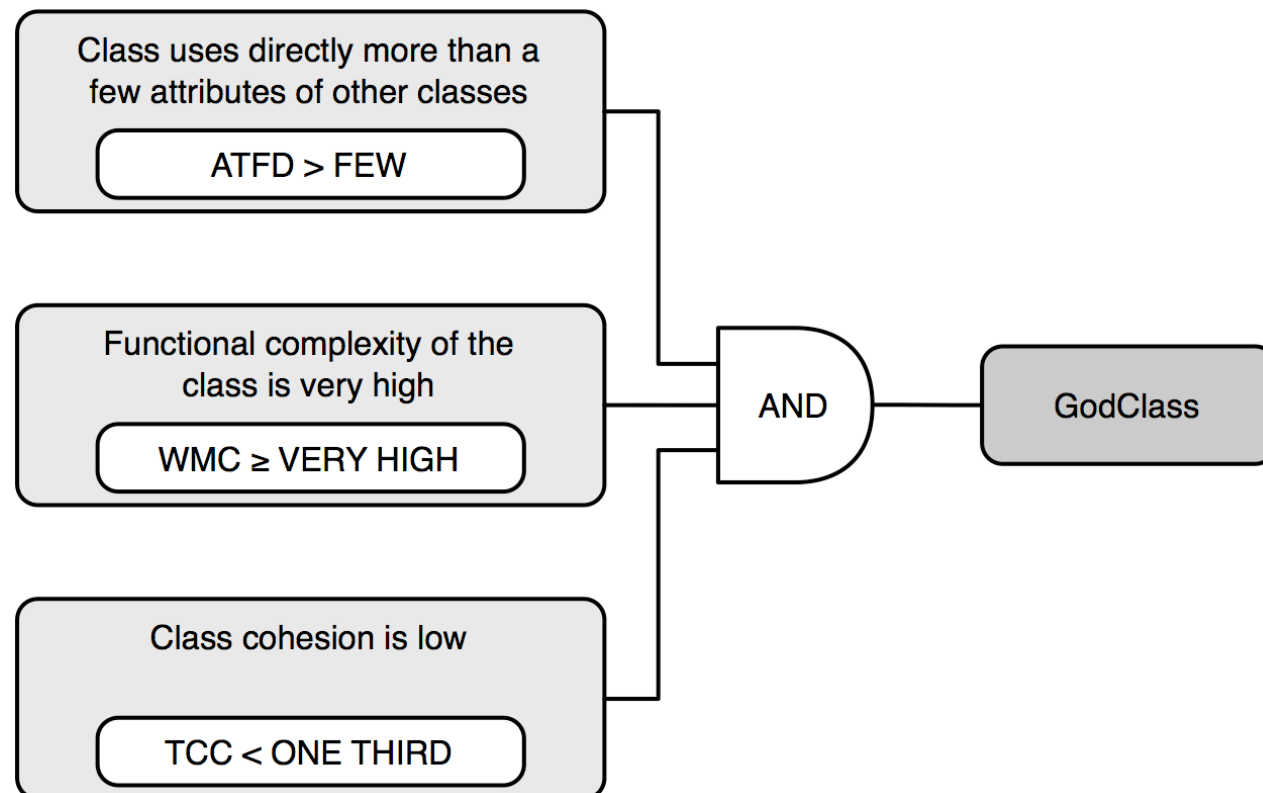 Class uses directly more than a
few attributes of other classes
ATFD > FEW
Functional complexity of the
class is very high
WMC ≥ VERY HIGH
Class cohesion is low
TCC < ONE THIRD
AND
GodClass